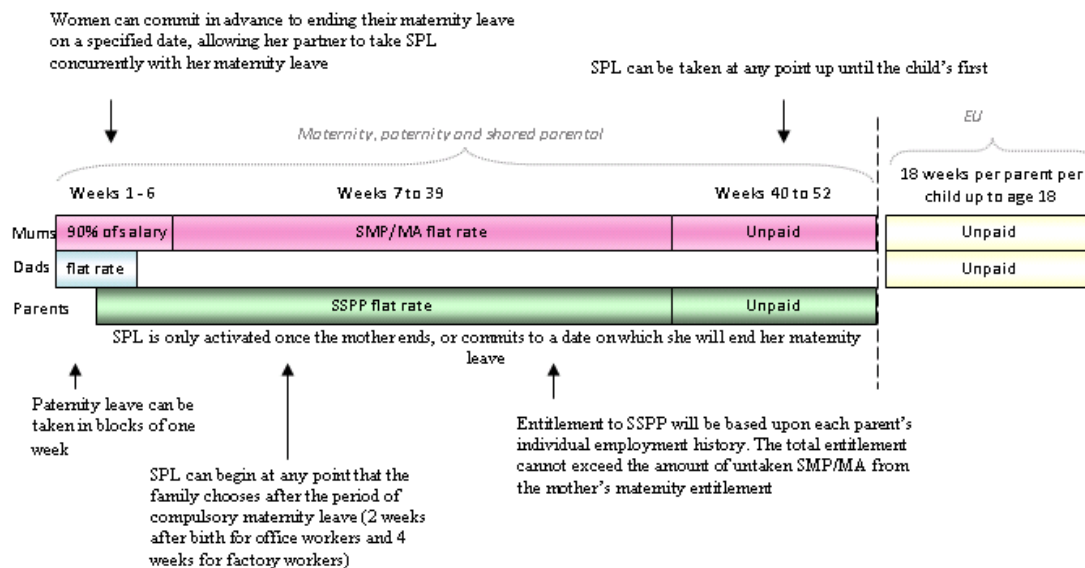 Women can commit in advance to ending their maternity leave
on a specified date, allowing her partner to take SPL
concurrently with her maternity leave
SPL can be taken at any point up until the child's first
Maternity, paternity and shared parental
EU
Weeks 1 - 6
Weeks 7 to 39
Weeks 40 to 52
18 weeks per parent per
child up to age 18
Mums
90% of salary
SMP/MA flat rate
Unpaid
Unpaid
Dads
flat rate
Unpaid
Parents
SSPP flat rate
Unpaid
SPL is only activated once the mother ends, or commits to a date on which she will end her maternity
leave
Paternity leave can be
taken in blocks of one
week
SPL can begin at any point that the
family chooses after the period of
compulsory maternity leave (2 weeks
after birth for office workers and 4
weeks for factory workers)
Entitlement to SSPP will be based upon each parent's
individual employment history. The total entitlement
cannot exceed the amount of untaken SMP/MA from
the mother's maternity entitlement